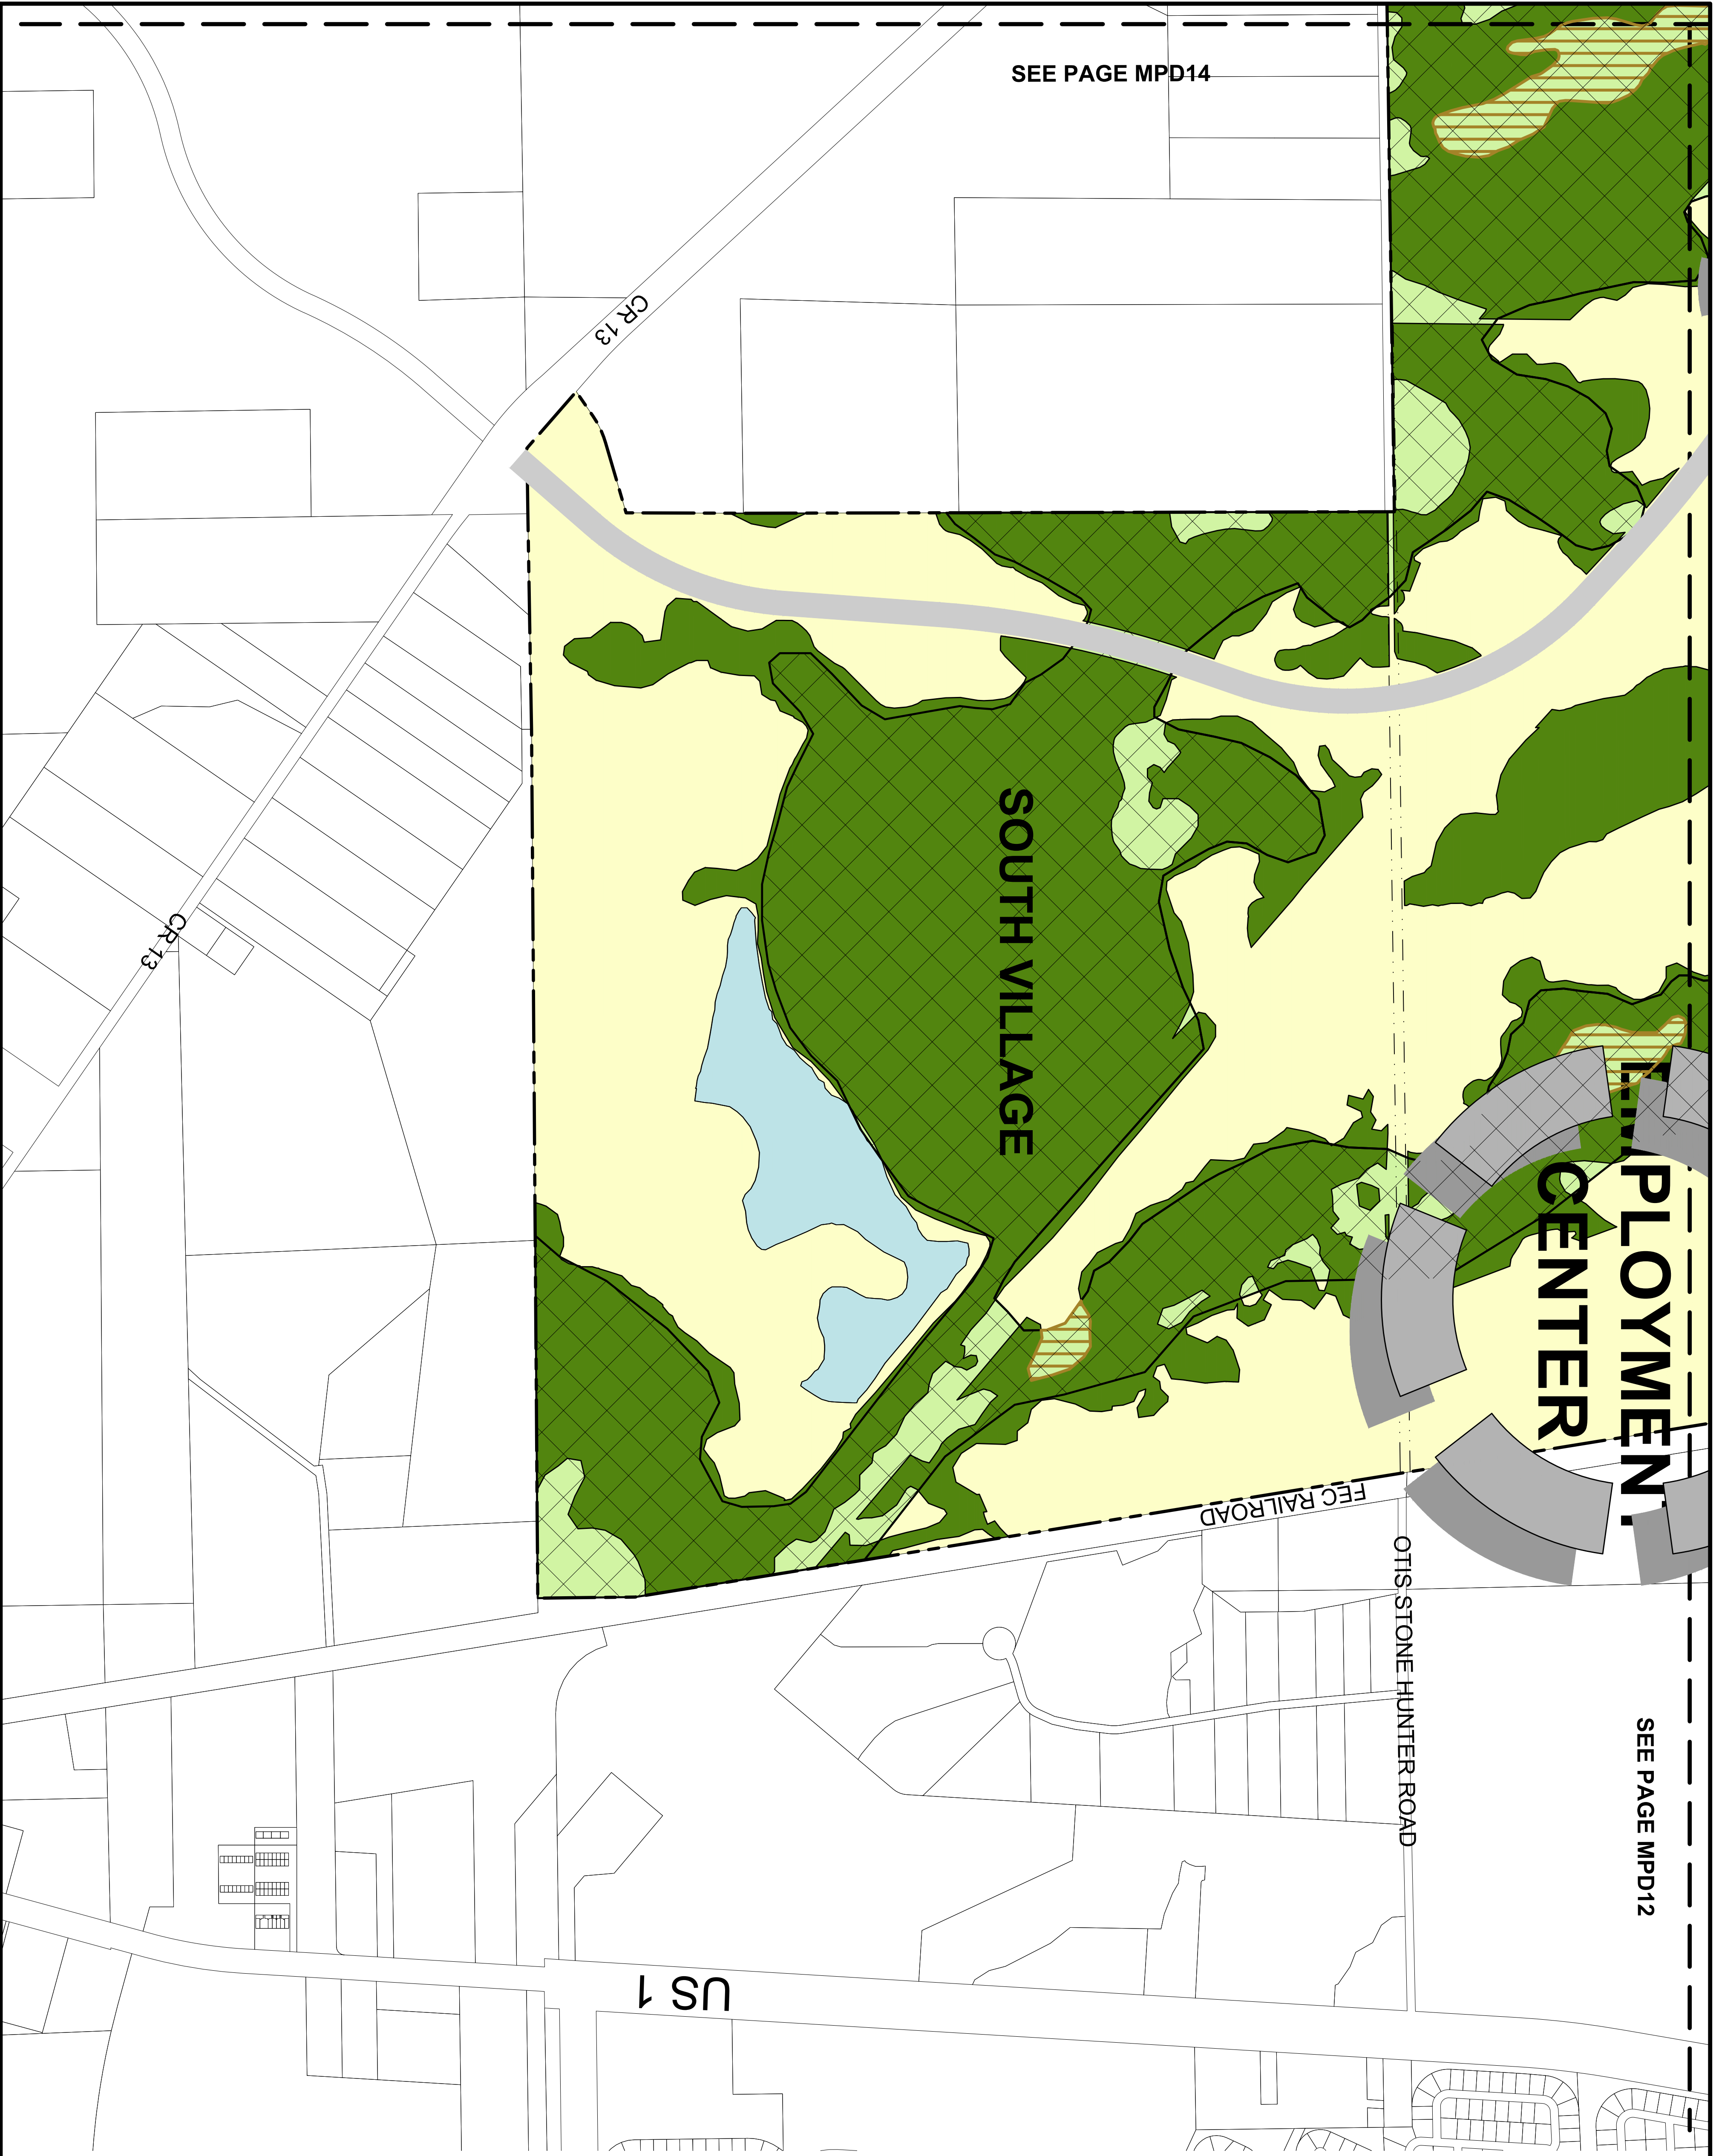 SEE PAGE MPD14
CR 13
SOUTH VILLAGE
CR 13
EMPLOYMENT
CENTER
FEC RAILROAD
OTIS STONE HUNTER ROAD
SEE PAGE MPD12
US 1